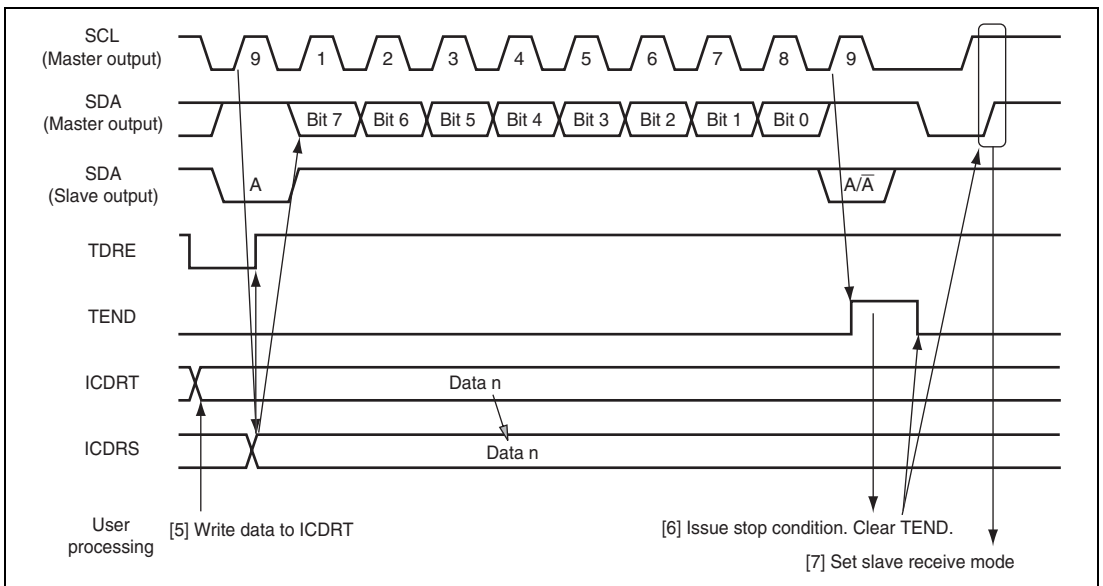 SCL
(Master output)
9 1 2 3 4 5 6 7 8 9
SDA
(Master output)
Bit 7 Bit 6 Bit 5 Bit 4 Bit 3 Bit 2 Bit 1 Bit 0
SDA
(Slave output)
A A/A̅
TDRE
TEND
ICDRT
Data n
ICDRS
Data n
User
processing
[5] Write data to ICDRT
[6] Issue stop condition. Clear TEND.
[7] Set slave receive mode